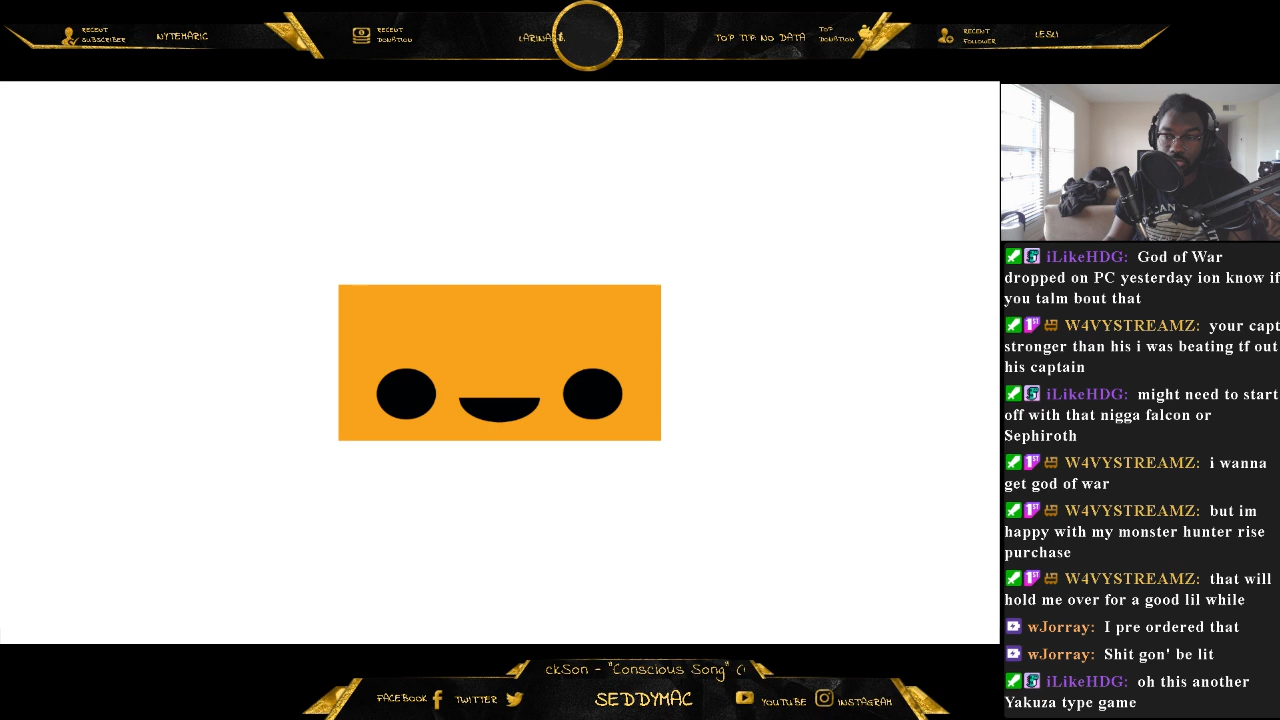 RECENT
SUBSCRIBER
NYTEMARIC
RECENT
DONATION
TOP TIP NO DATA
TOP
DONATION
RECENT
FOLLOWER
iLikeHDG: God of War
dropped on PC yesterday ion know if
you talm bout that
W4VYSTREAMZ: your capt
stronger than his i was beating tf out
his captain
iLikeHDG: might need to start
off with that nigga falcon or
Sephiroth
W4VYSTREAMZ: i wanna
get god of war
W4VYSTREAMZ: but im
happy with my monster hunter rise
purchase
W4VYSTREAMZ: that will
hold me over for a good lil while
wJorray: I pre ordered that
wJorray: Shit gon' be lit
iLikeHDG: oh this another
Yakuza type game
ckSon - "Conscious Song" (
FACEBOOK
TWITTER
SEDDYMAC
YOUTUBE
INSTAGRAM